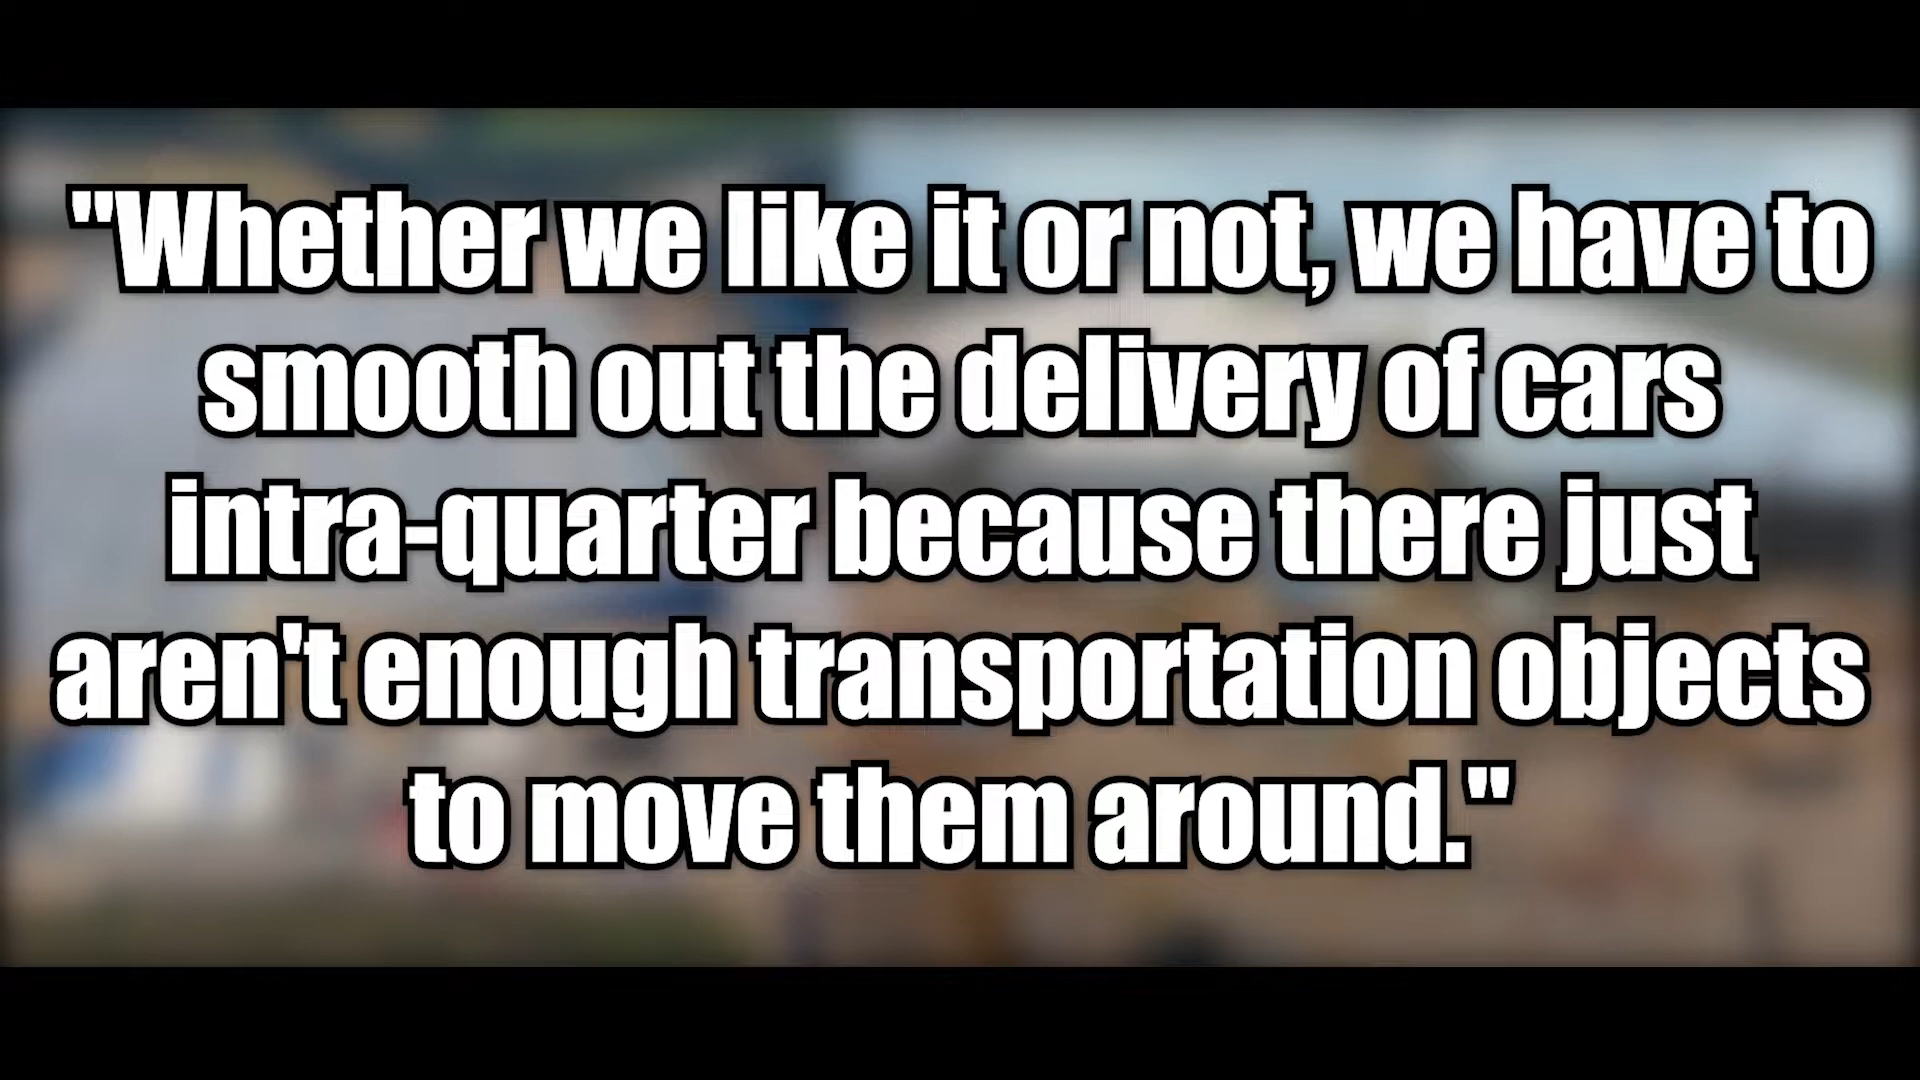 "Whether we like it or not, we have to
smooth out the delivery of cars
intra-quarter because there just
aren't enough transportation objects
to move them around."